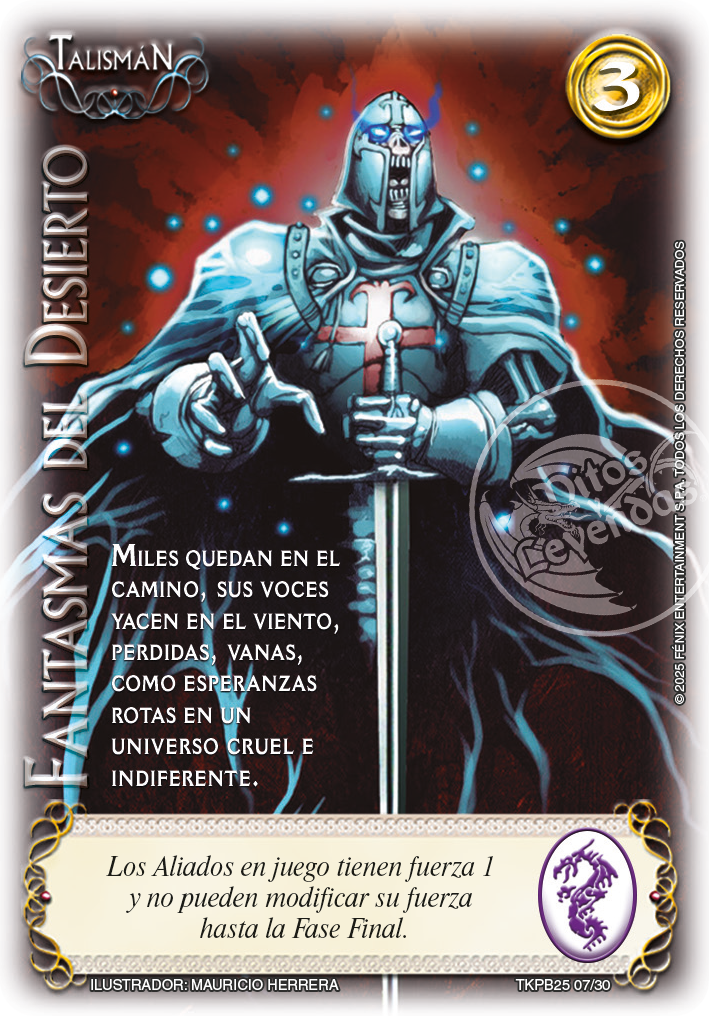 Talismán
3
Fantasmas del Desierto
Miles quedan en el
camino, sus voces
yacen en el viento,
perdidas, vanas,
como esperanzas
rotas en un
universo cruel e
indiferente.
Mitos
Leyendas
©2025 FÉNIX ENTERTAINMENT S.P.A. TODOS LOS DERECHOS RESERVADOS
Los Aliados en juego tienen fuerza 1
y no pueden modificar su fuerza
hasta la Fase Final.
ILUSTRADOR: MAURICIO HERRERA
TKPB25 07/30